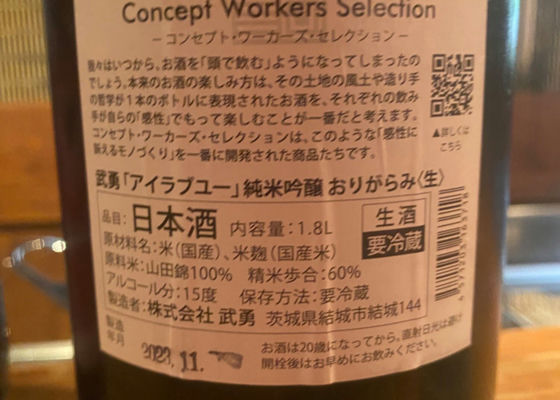 Concept Workers Selection
－コンセプト・ワーカーズ・セレクション－
我々はいつから、お酒を「頭で飲む」ようになってしまったの
でしょう。本来のお酒の楽しみ方は、その土地の風土や造り手
の哲学が1本のボトルに表現されたお酒を、それぞれの飲み
手が自らの「感性」でもって楽しむことが一番だと考えます。
コンセプト・ワーカーズ・セレクションは、このような「感性に
訴えるモノづくり」を一番に開発された商品たちです。
▲詳しくは
こちら
武勇「アイラブユー」純米吟醸 おりがらみ〈生〉
品目：日本酒 内容量：1.8L
生酒
要冷蔵
原材料名：米（国産）、米麹（国産米）
原料米：山田錦100% 精米歩合：60%
アルコール分：15度 保存方法：要冷蔵
製造者：株式会社 武勇 茨城県結城市結城144
製造
年月
2023.11.
お酒は20歳になってから。直射日光は避け
開栓後はお早めにお飲みください。